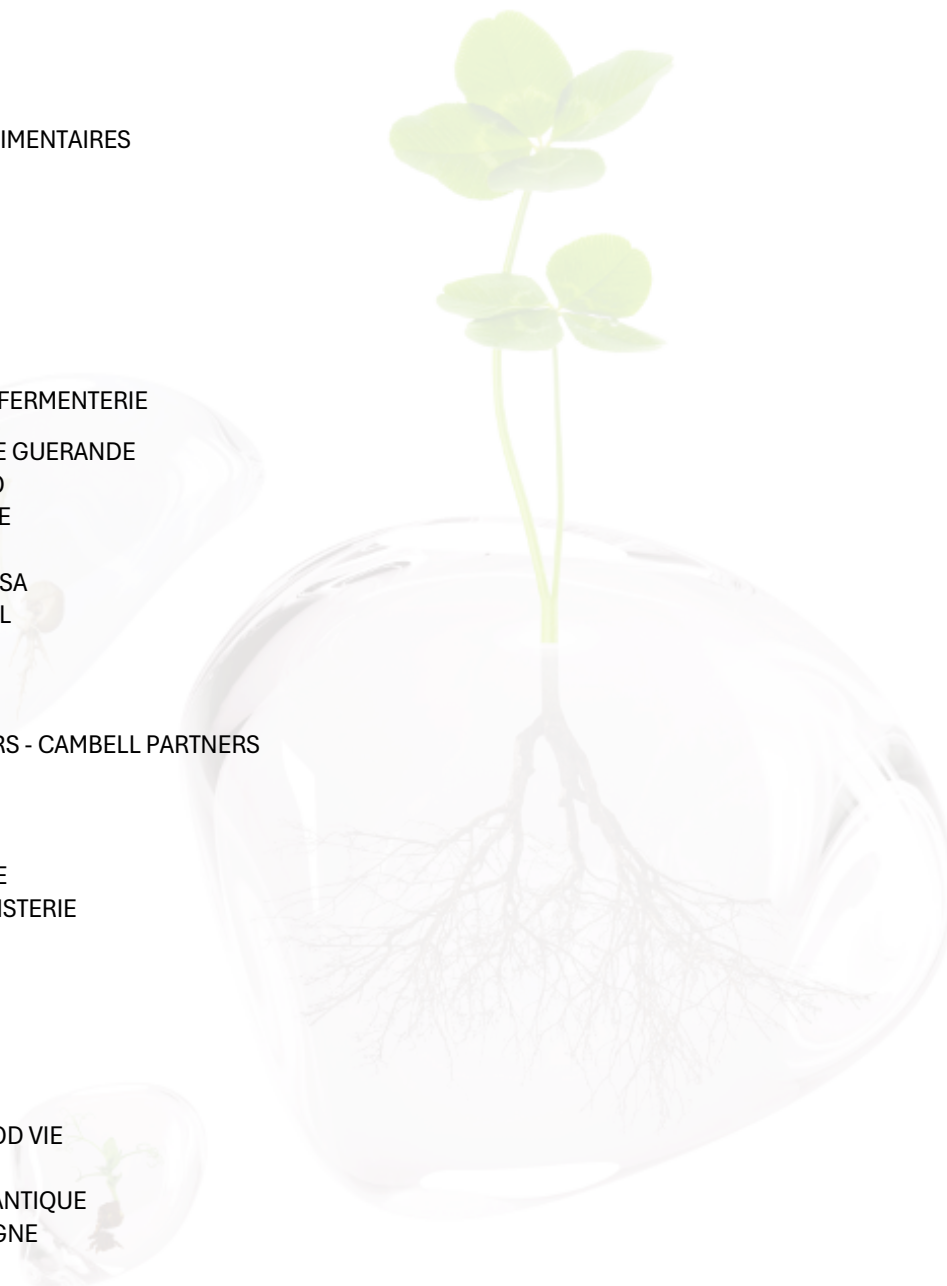 IMENTAIRES
FERMENTERIE
E GUERANDE
E
SA
L
RS - CAMBELL PARTNERS
E
ISTERIE
OD VIE
ANTIQUE
GNE